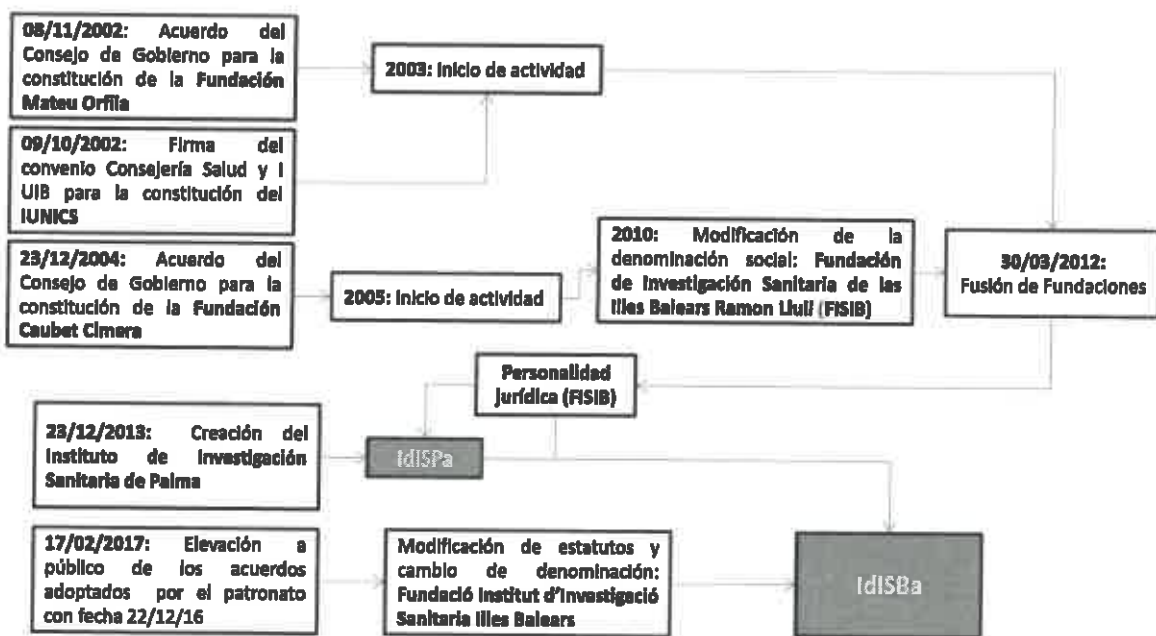 08/11/2002: Acuerdo del
Consejo de Gobierno para la
constitución de la Fundación
Mateu Orfila
2003: Inicio de actividad
09/10/2002: Firma del
convenio Consejería Salud y l
UIB para la constitución del
IUNICS
23/12/2004: Acuerdo del
Consejo de Gobierno para la
constitución de la Fundación
Caubet Cimera
2005: Inicio de actividad
2010: Modificación de la
denominación social: Fundación
de Investigación Sanitaria de las
Illes Balears Ramon Llull (FISIB)
30/03/2012:
Fusión de Fundaciones
Personalidad
jurídica (FISIB)
23/12/2013: Creación del
Instituto de Investigación
Sanitaria de Palma
IdISPa
17/02/2017: Elevación a
público de los acuerdos
adoptados por el patronato
con fecha 22/12/16
Modificación de estatutos y
cambio de denominación:
Fundació Institut d'Investigació
Sanitaria Illes Balears
IdISBa